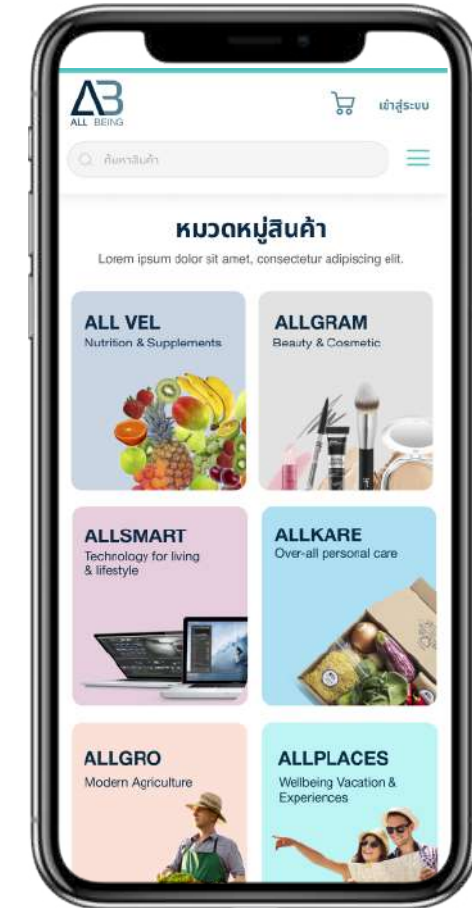 AB
ALL BEING
เข้าสู่ระบบ
ค้นหาสินค้า
หมวดหมู่สินค้า
Lorem ipsum dolor sit amet, consectetur adipiscing elit.
ALL VEL
Nutrition & Supplements
ALLGRAM
Beauty & Cosmetic
ALLSMART
Technology for living
& lifestyle
ALLKARE
Over-all personal care
ALLGRO
Modern Agriculture
ALLPLACES
Wellbeing Vacation &
Experiences